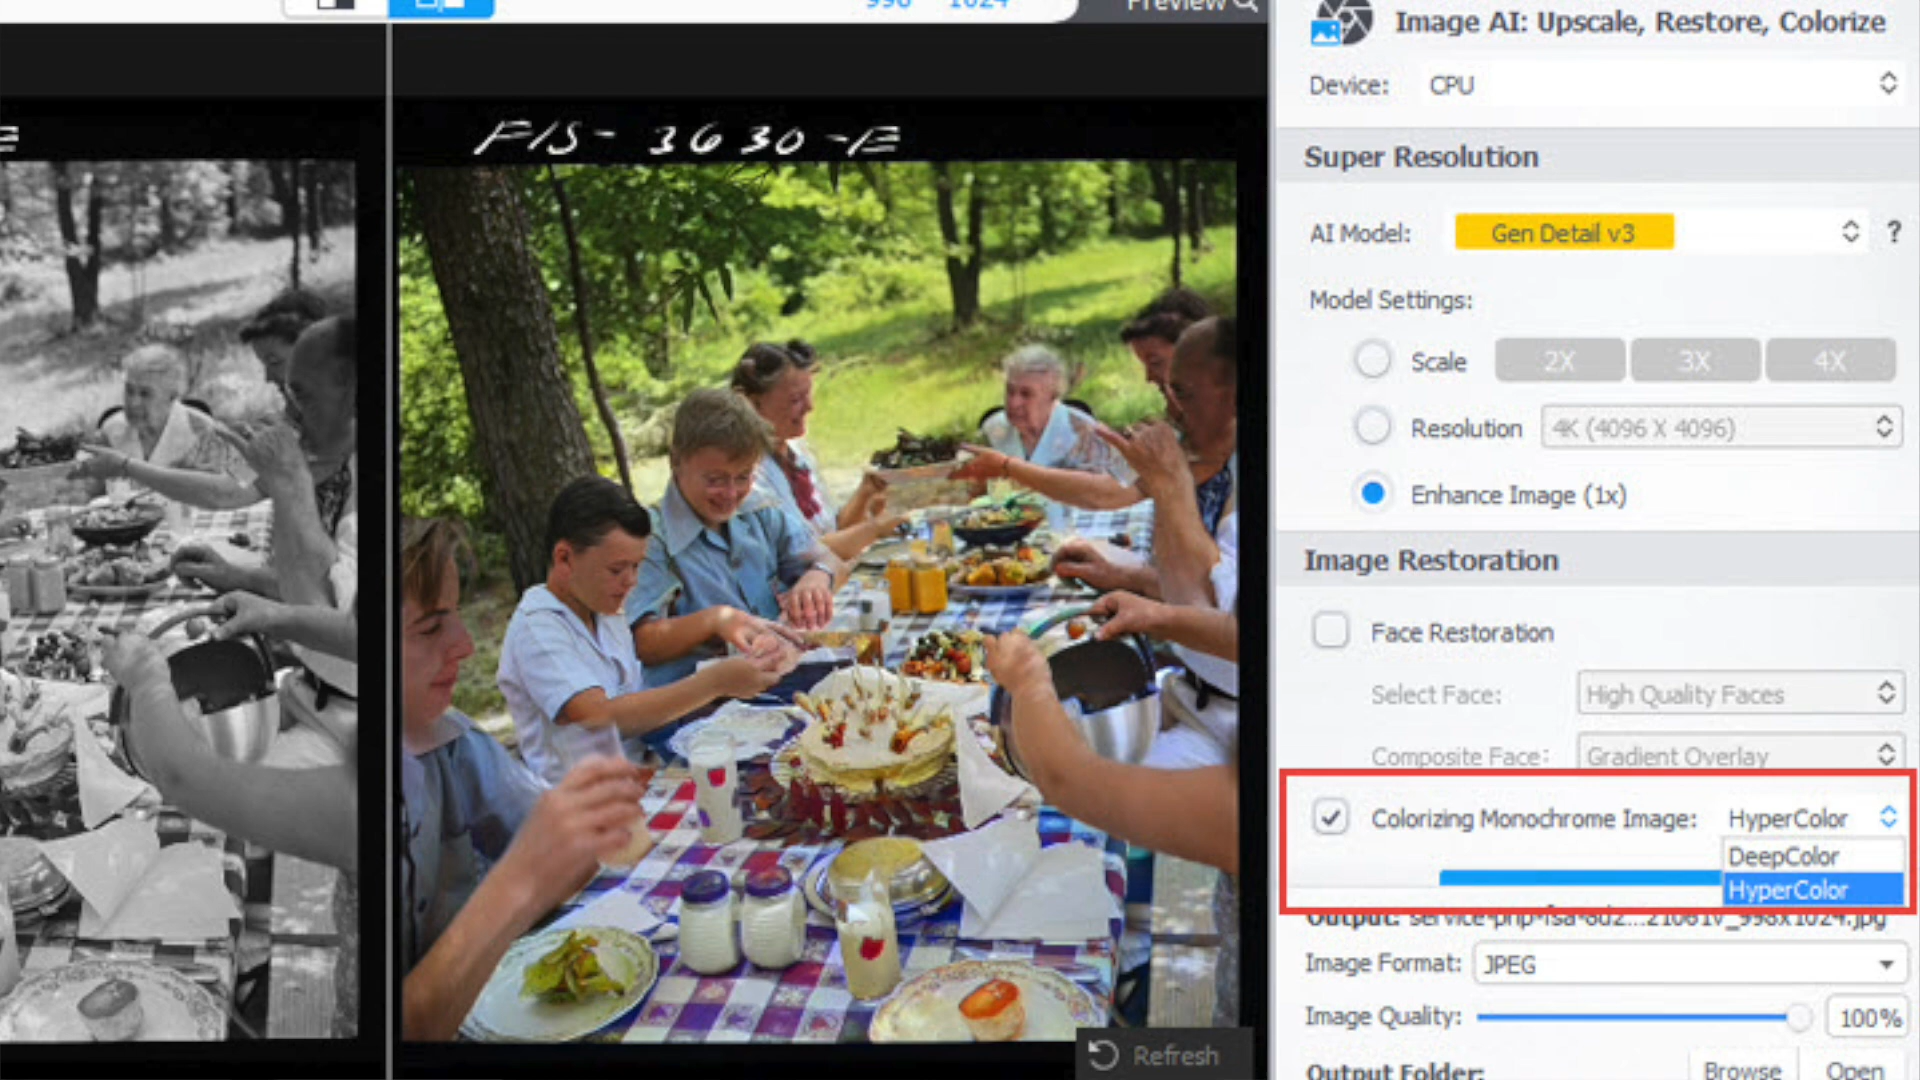 998 1024
Preview
Image AI: Upscale, Restore, Colorize
Device: CPU
Super Resolution
AI Model: Gen Detail v3 ?
Model Settings:
Scale 2X 3X 4X
Resolution 4K (4096 X 4096)
Enhance Image (1x)
Image Restoration
Face Restoration
Select Face: High Quality Faces
Composite Face: Gradient Overlay
Colorizing Monochrome Image: HyperColor
DeepColor
HyperColor
Output:
Image Format: JPEG
Image Quality: 100%
Output Folder: Browse Open
E
F/S-3630-E
Refresh